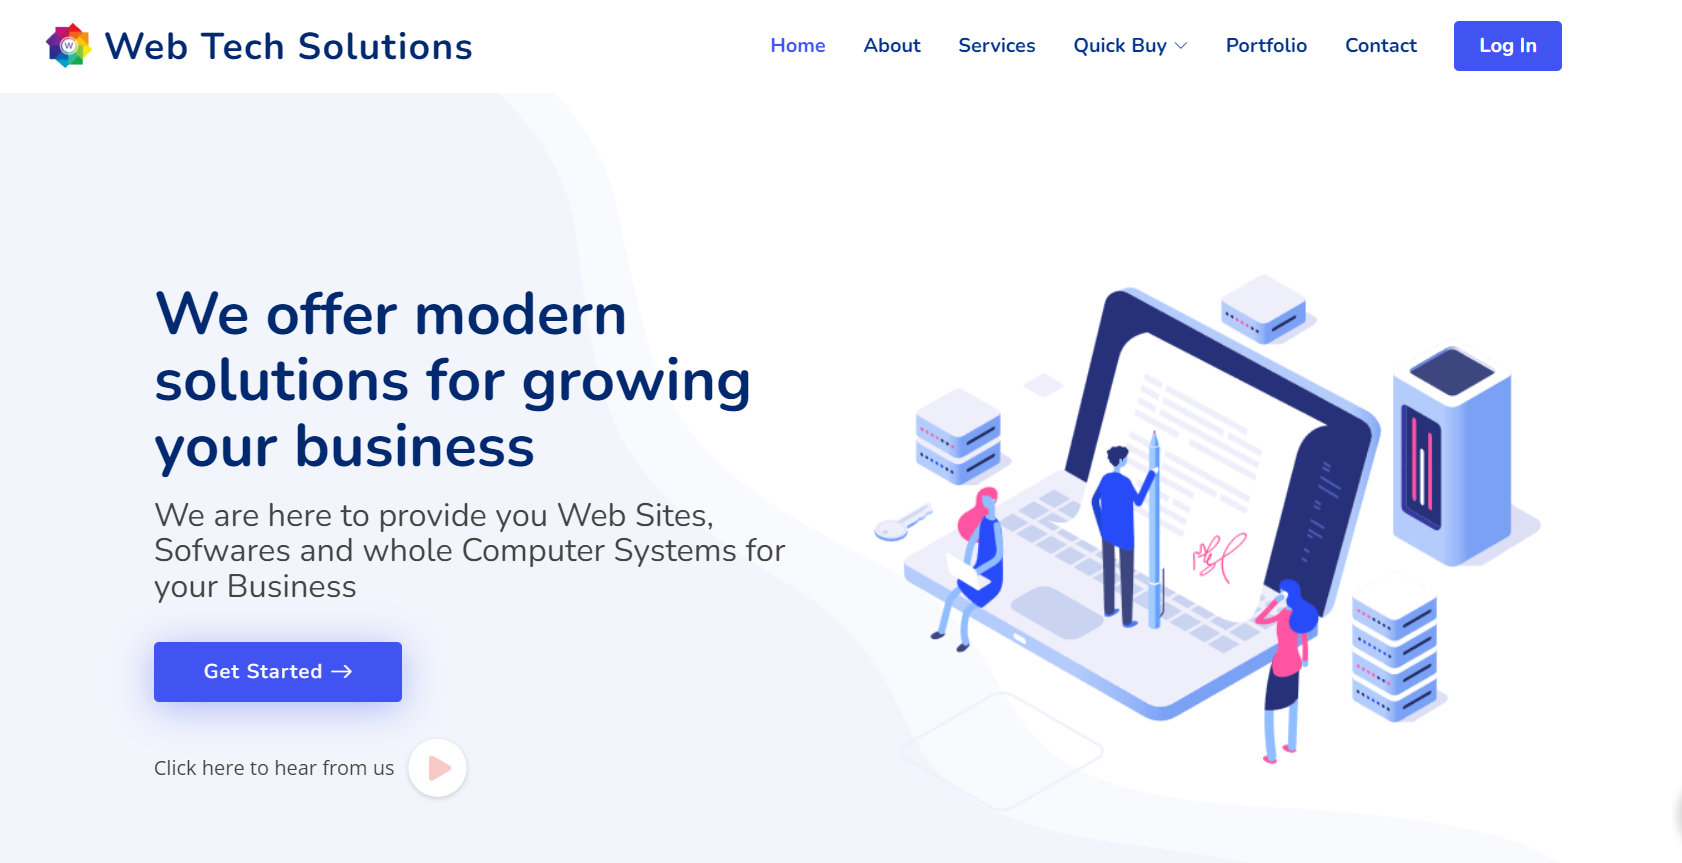 Web Tech Solutions
Home About Services Quick Buy Portfolio Contact Log In
We offer modern
solutions for growing
your business
We are here to provide you Web Sites,
Sofwares and whole Computer Systems for
your Business
Get Started →
Click here to hear from us